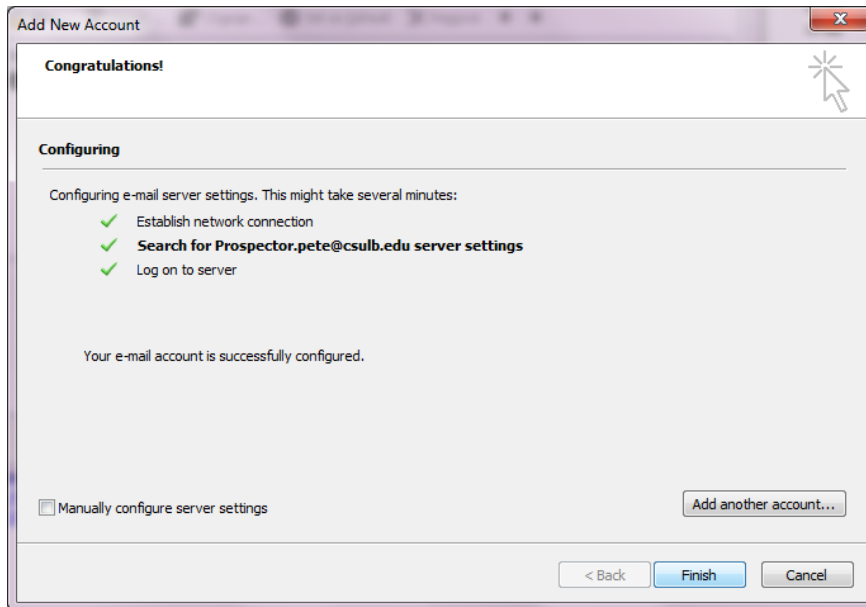 Add New Account
Congratulations!
Configuring
Configuring e-mail server settings. This might take several minutes:
Establish network connection
Search for Prospector.pete@csulb.edu server settings
Log on to server
Your e-mail account is successfully configured.
Manually configure server settings
Add another account...
< Back
Finish
Cancel